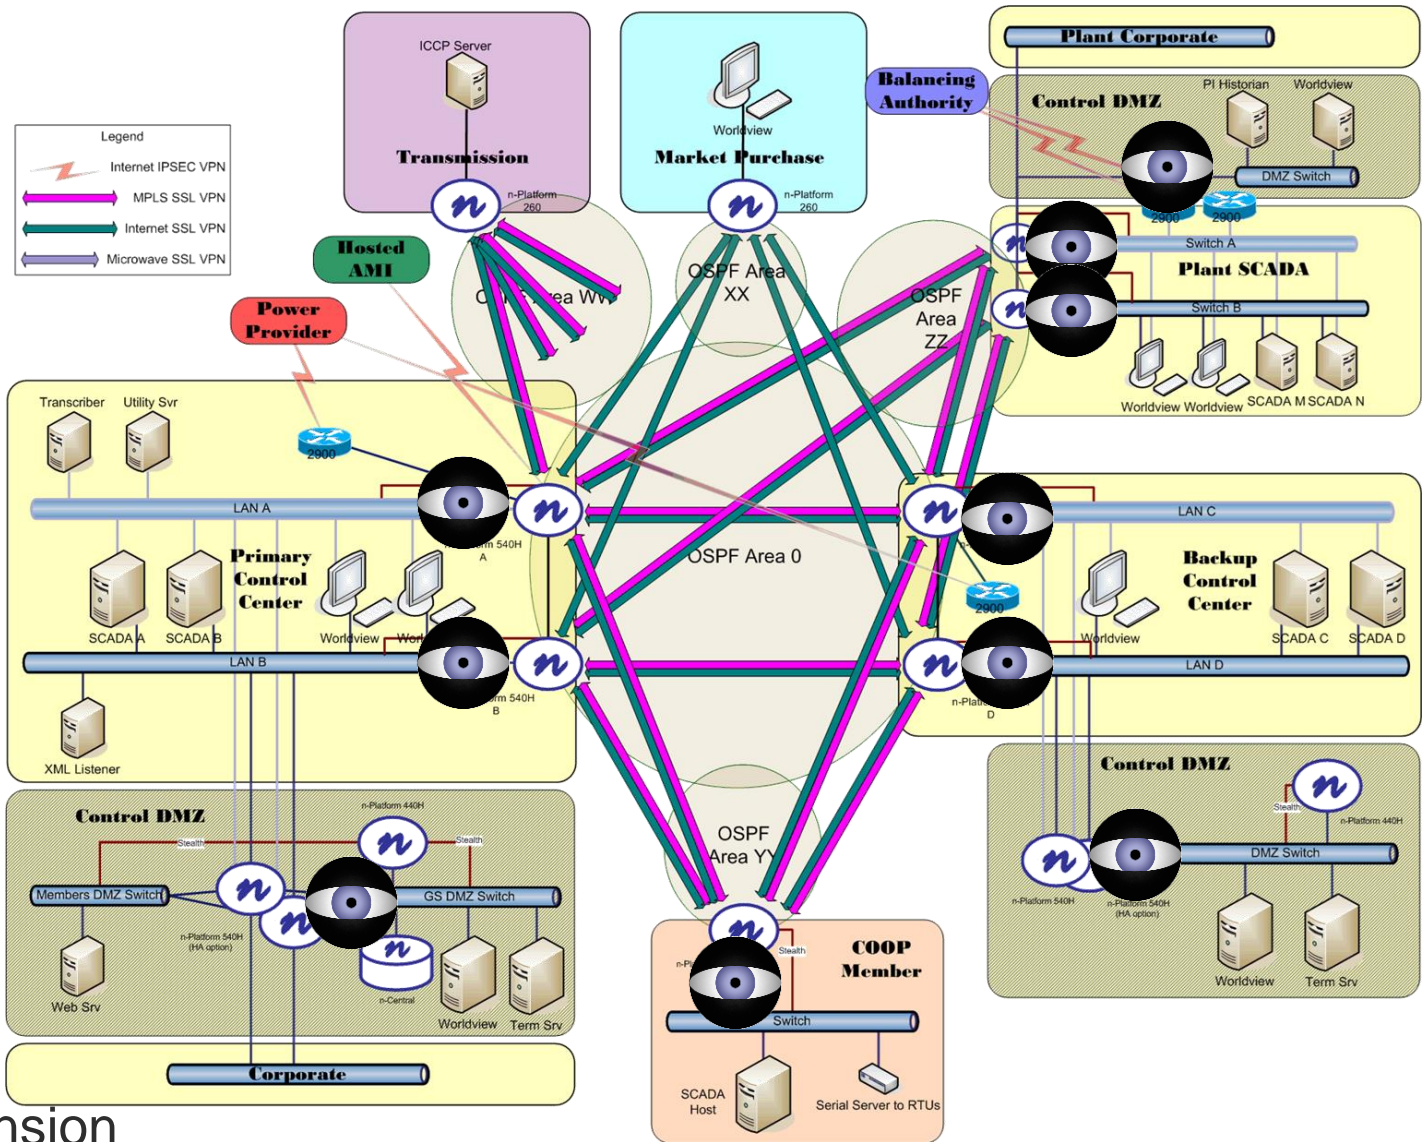 ICCP Server
Transmission
n-Platform
260
Worldview
Market Purchase
n-Platform
260
Balancing
Authority
Plant Corporate
Control DMZ
PI Historian
Worldview
DMZ Switch
2900
2900
Switch A
Plant SCADA
Switch B
Worldview
Worldview
SCADA M
SCADA N
Legend
Internet IPSEC VPN
MPLS SSL VPN
Internet SSL VPN
Microwave SSL VPN
Hosted
AMI
Power
Provider
OSPF Area WW
OSPF Area
XX
OSPF
Area
ZZ
OSPF Area 0
OSPF
Area YY
Transcriber
Utility Svr
2900
LAN A
Primary
Control
Center
540H
A
SCADA A
SCADA B
Worldview
LAN B
540H
B
XML Listener
LAN C
Backup
Control
Center
2900
Worldview
SCADA C
SCADA D
LAN D
D
Control DMZ
n-Platform 440H
Stealth
Stealth
Members DMZ Switch
GS DMZ Switch
n-Platform 540H
(HA option)
n
n-Central
Web Srv
Worldview
Term Srv
Corporate
Control DMZ
Stealth
n-Platform 440H
DMZ Switch
n-Platform 540H
n-Platform 540H
(HA option)
Worldview
Term Srv
Stealth
COOP
Member
Switch
SCADA
Host
Serial Server to RTUs
nsion